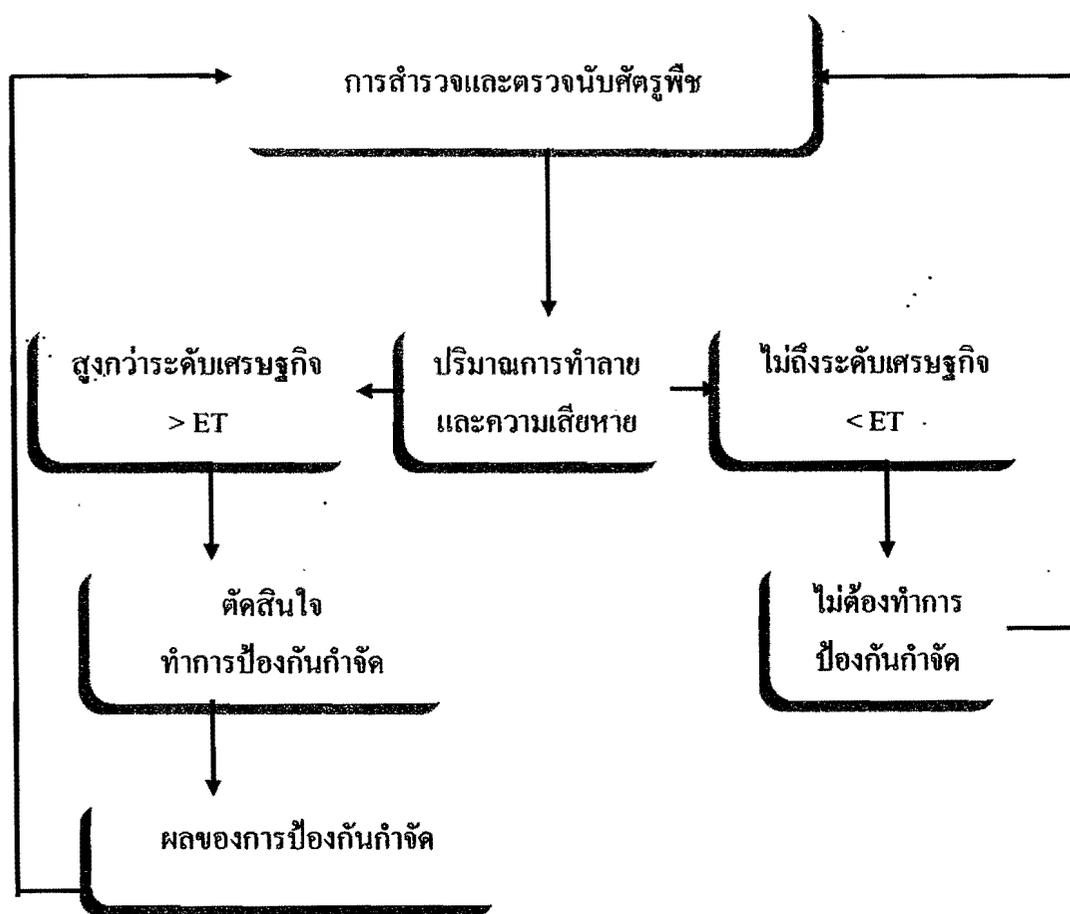 การสำรวจและตรวจนับศัตรูพืช
สูงกว่าระดับเศรษฐกิจ
> ET
ปริมาณการทำลาย
และความเสียหาย
ไม่ถึงระดับเศรษฐกิจ
< ET
ตัดสินใจ
ทำการป้องกันกำจัด
ไม่ต้องทำการ
ป้องกันกำจัด
ผลของการป้องกันกำจัด